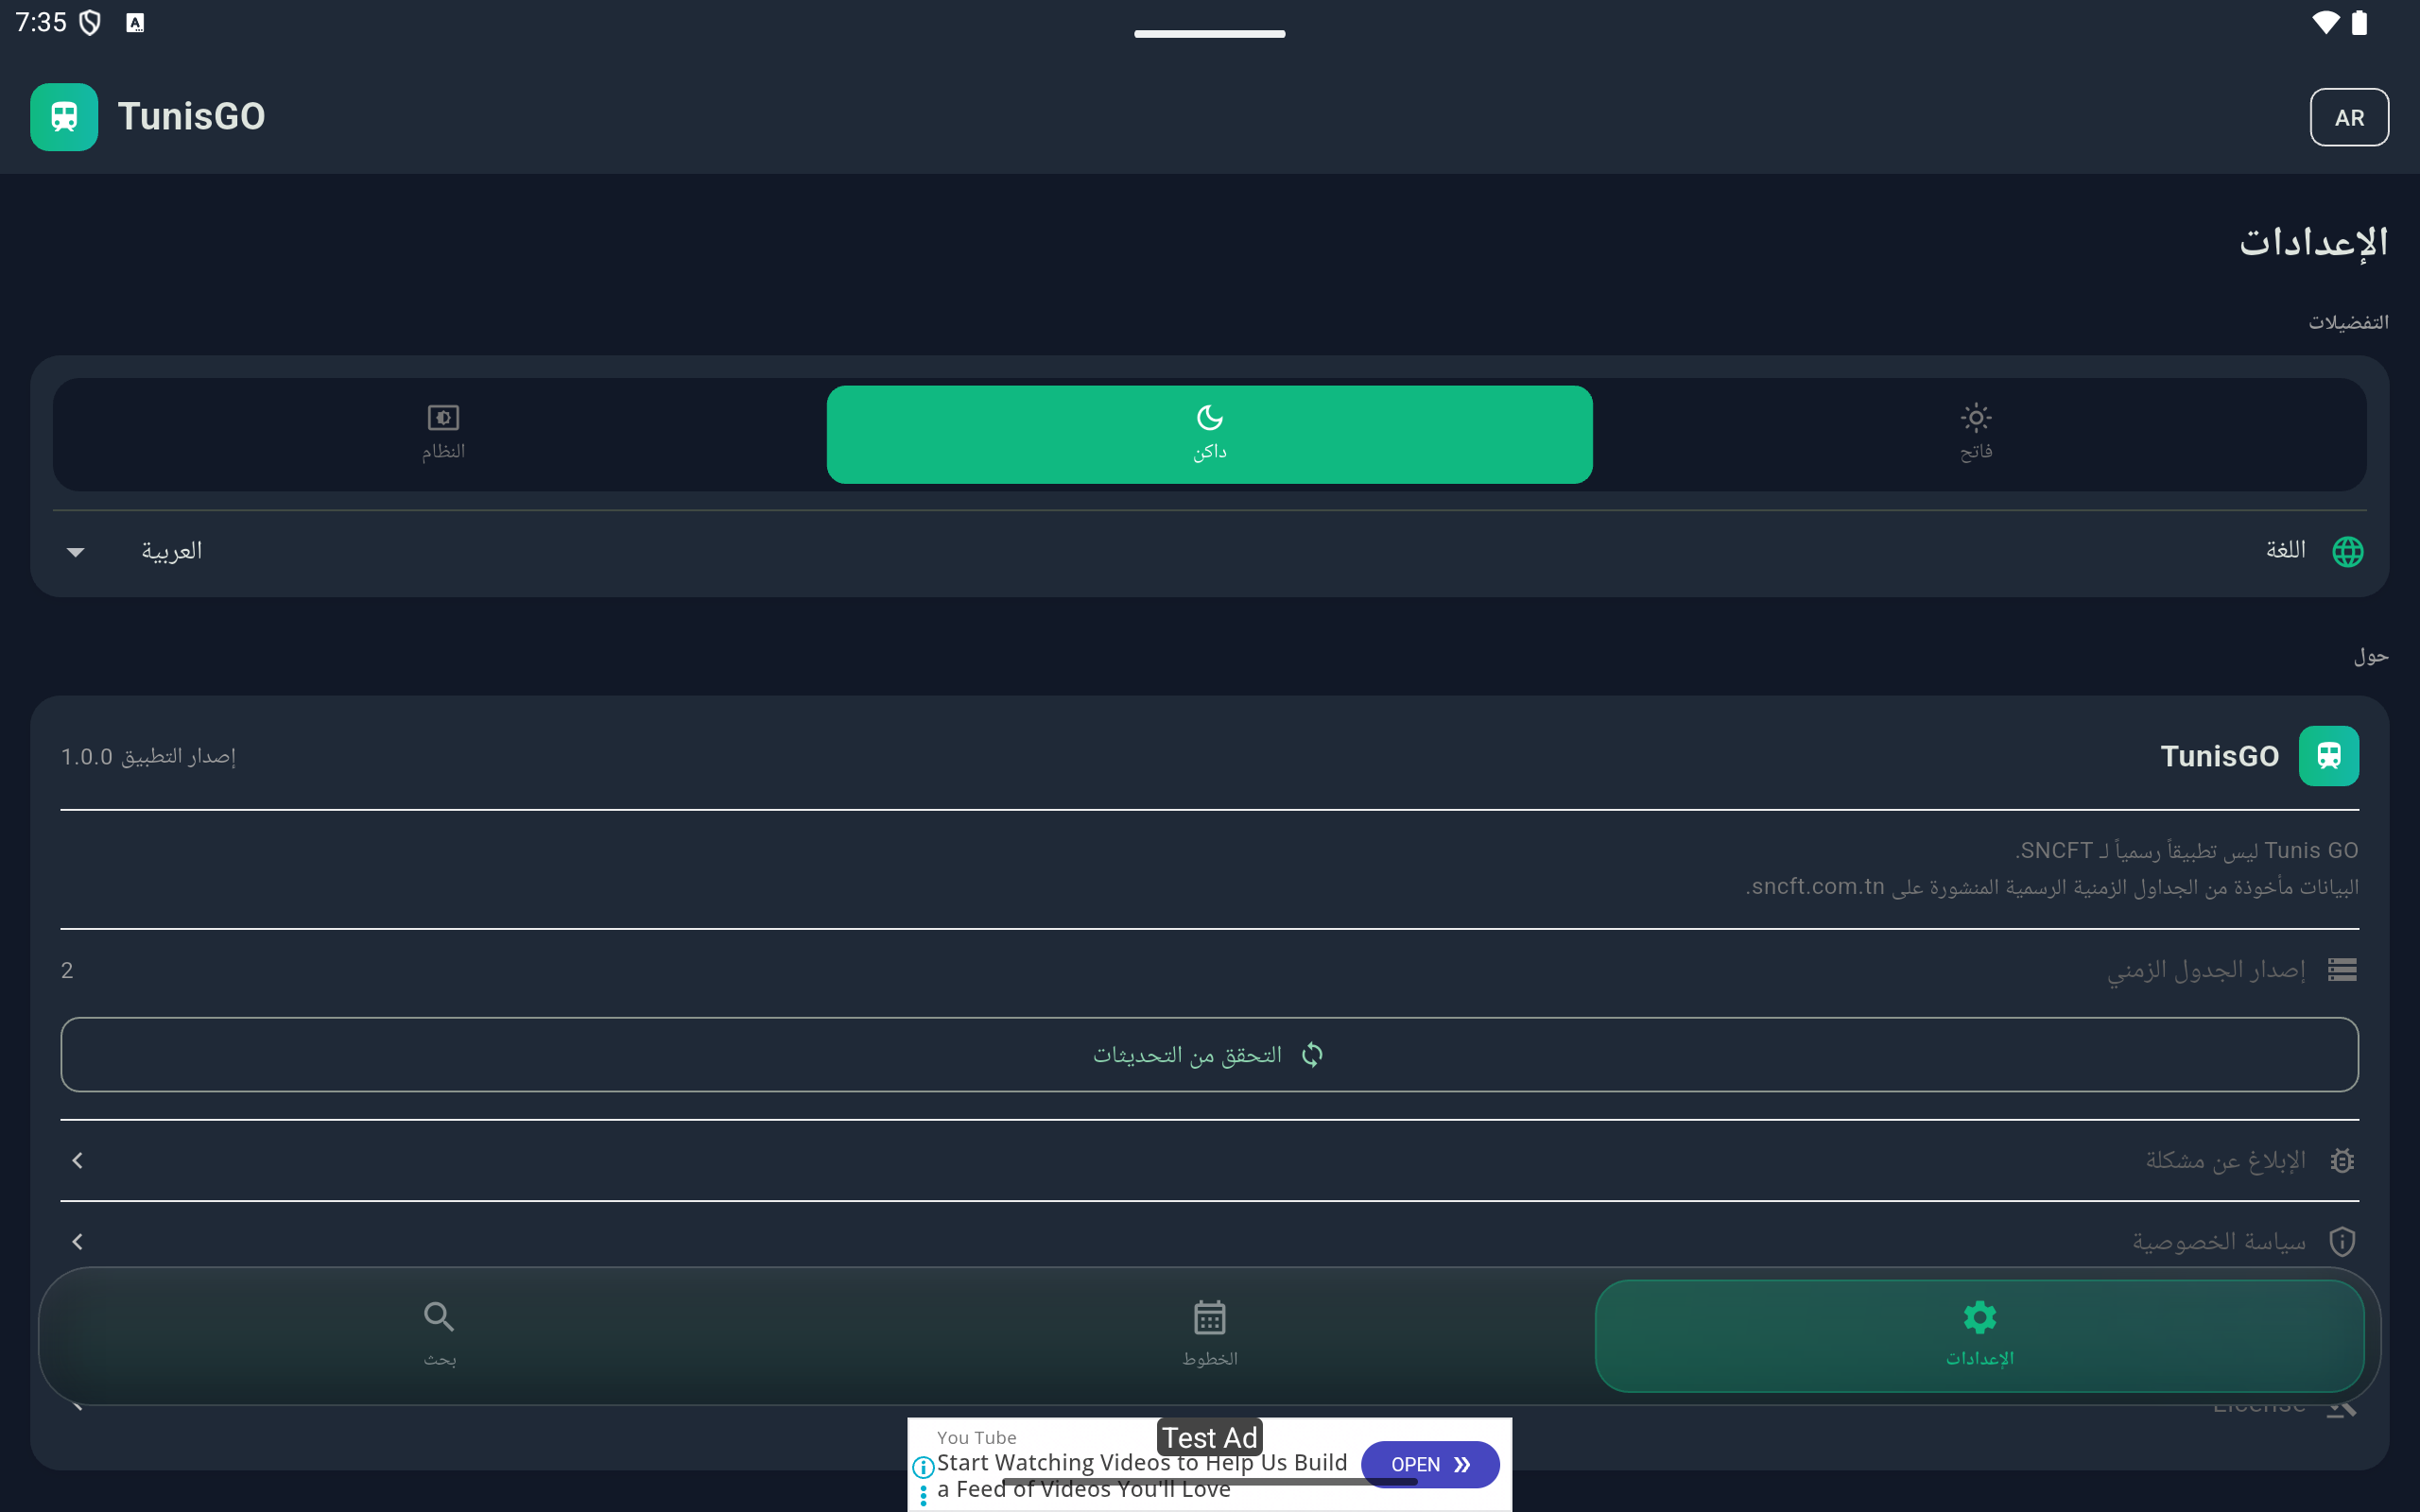 7:35
TunisGO
AR
الإعدادات
التفضيلات
فاتح
داكن
النظام
اللغة
العربية
حول
TunisGO
إصدار التطبيق 1.0.0
Tunis GO ليس تطبيقاً رسمياً لـ SNCFT.
البيانات مأخوذة من الجداول الزمنية الرسمية المنشورة على sncft.com.tn.
إصدار الجدول الزمني
2
التحقق من التحديثات
الإبلاغ عن مشكلة
سياسة الخصوصية
الإعدادات
الخطوط
بحث
License
Test Ad
You Tube
Start Watching Videos to Help Us Build
a Feed of Videos You'll Love
OPEN